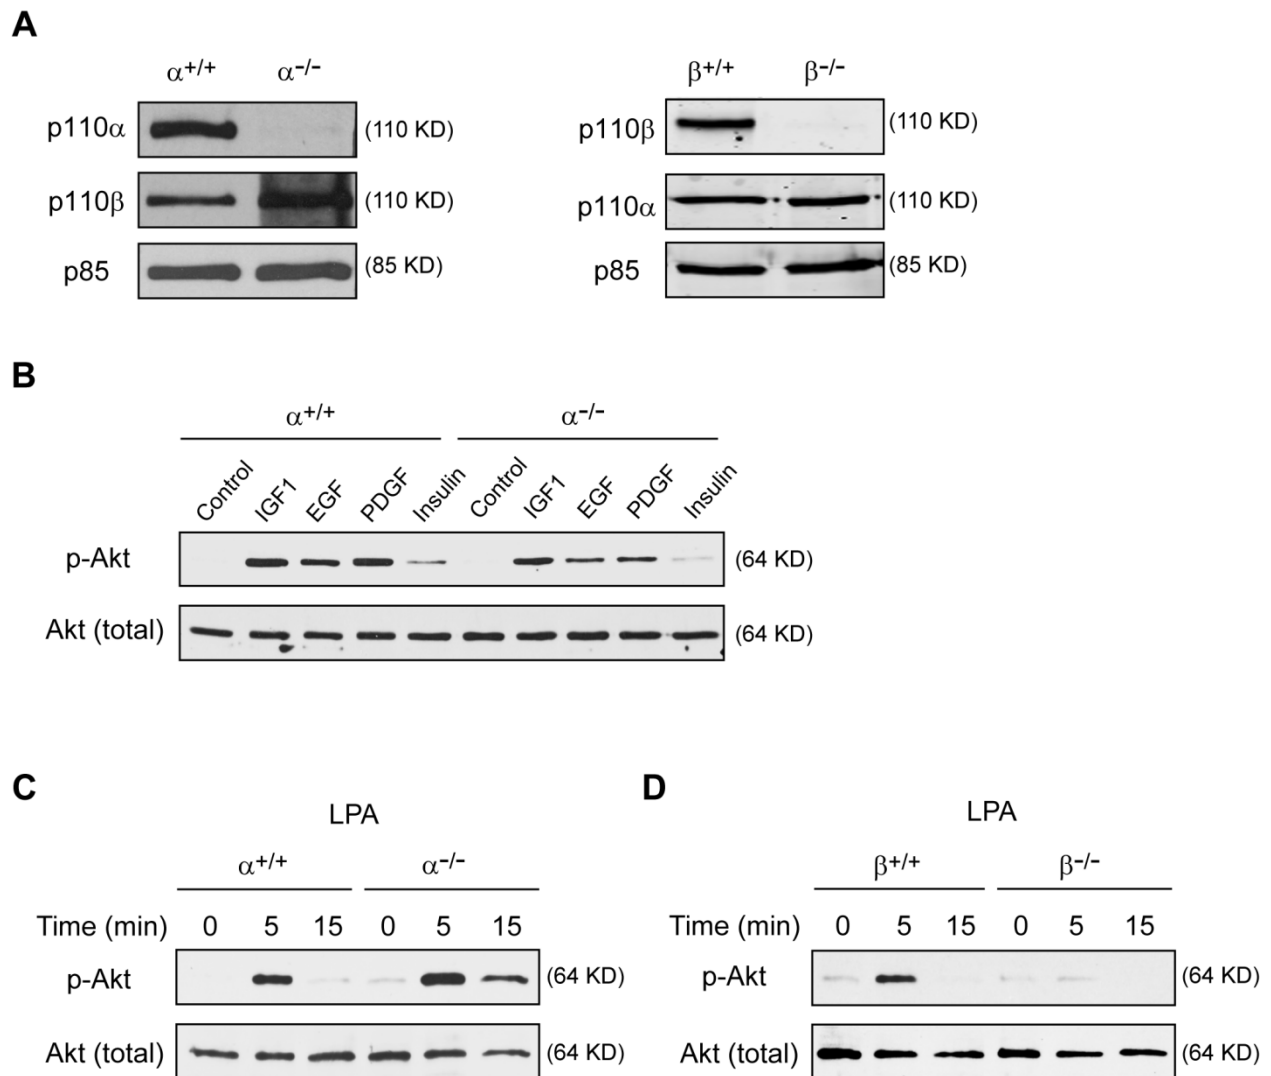 A
α+/+ α−/−
p110α (110 KD)
p110β (110 KD)
p85 (85 KD)
β+/+ β−/−
p110β (110 KD)
p110α (110 KD)
p85 (85 KD)
B
α+/+ α−/−
Control IGF1 EGF PDGF Insulin Control IGF1 EGF PDGF Insulin
p-Akt (64 KD)
Akt (total) (64 KD)
C
LPA
α+/+ α−/−
Time (min) 0 5 15 0 5 15
p-Akt (64 KD)
Akt (total) (64 KD)
D
LPA
β+/+ β−/−
Time (min) 0 5 15 0 5 15
p-Akt (64 KD)
Akt (total) (64 KD)